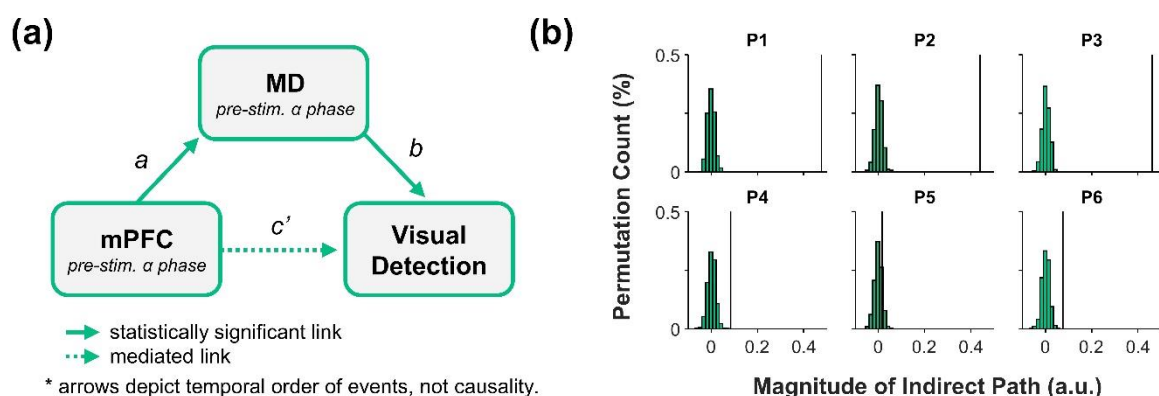 (a)
MD
pre-stim. α phase
a
b
mPFC
pre-stim. α phase
c’
Visual
Detection
statistically significant link
mediated link
* arrows depict temporal order of events, not causality.
(b)
Permutation Count (%)
P1
P2
P3
0.5
0
P4
P5
P6
0.5
0
0 0.2 0.4
0 0.2 0.4
0 0.2 0.4
Magnitude of Indirect Path (a.u.)